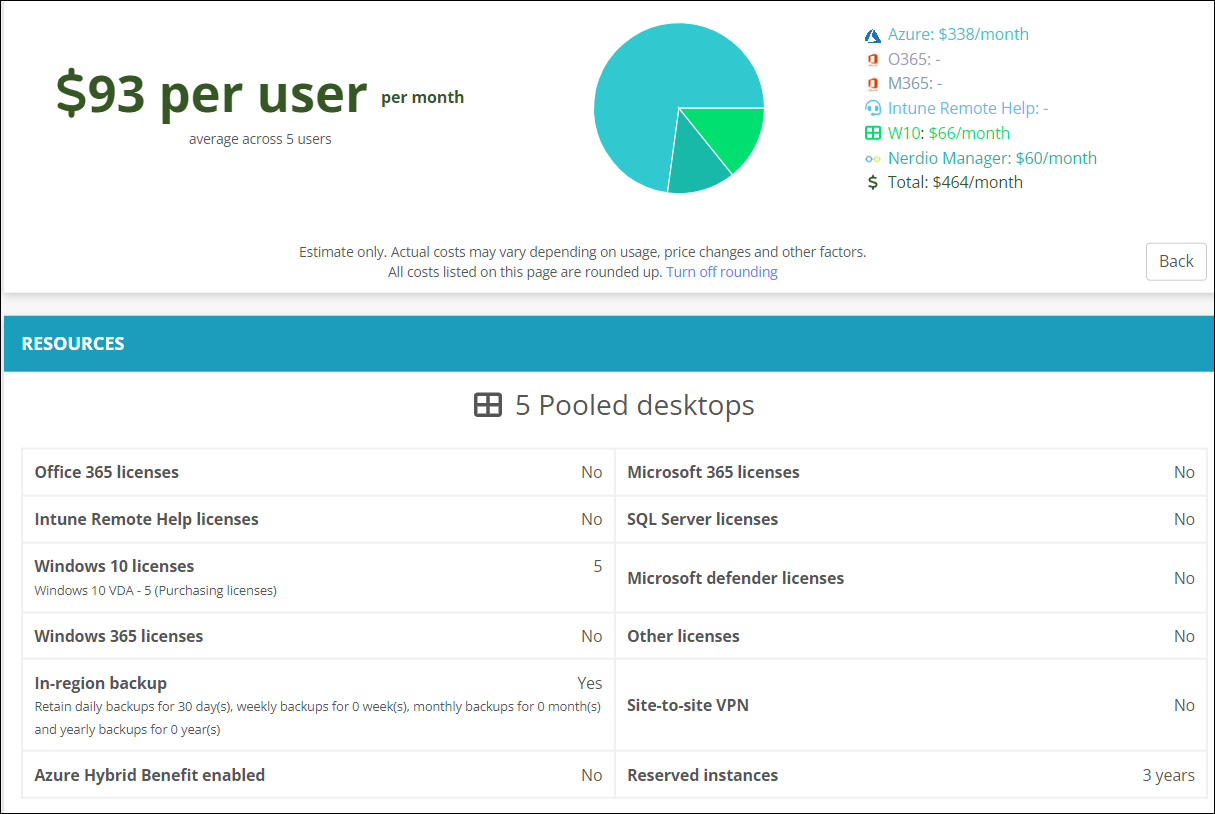 $93 per user per month
average across 5 users
Azure: $338/month
O365: -
M365: -
Intune Remote Help: -
W10: $66/month
Nerdio Manager: $60/month
$ Total: $464/month
Estimate only. Actual costs may vary depending on usage, price changes and other factors.
All costs listed on this page are rounded up. Turn off rounding
Back
RESOURCES
5 Pooled desktops
Office 365 licenses No
Microsoft 365 licenses No
Intune Remote Help licenses No
SQL Server licenses No
Windows 10 licenses 5
Windows 10 VDA - 5 (Purchasing licenses)
Microsoft defender licenses No
Windows 365 licenses No
Other licenses No
In-region backup Yes
Retain daily backups for 30 day(s), weekly backups for 0 week(s), monthly backups for 0 month(s)
and yearly backups for 0 year(s)
Site-to-site VPN No
Azure Hybrid Benefit enabled No
Reserved instances 3 years